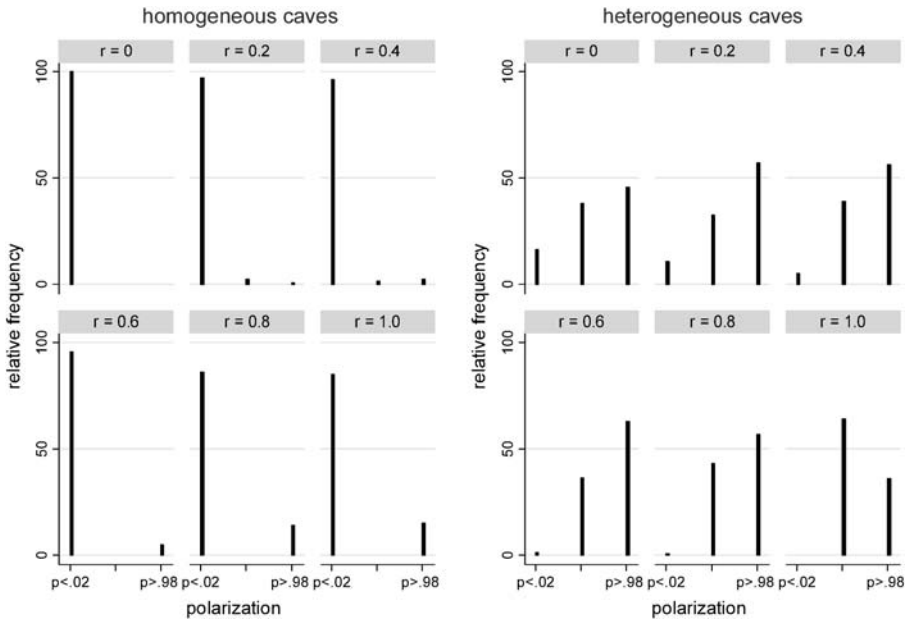 homogeneous caves
r = 0 r = 0.2 r = 0.4
100
50
0
r = 0.6 r = 0.8 r = 1.0
100
50
0
relative frequency
p<.02 p>.98 p<.02 p>.98 p<.02 p>.98
polarization
heterogeneous caves
r = 0 r = 0.2 r = 0.4
100
50
0
r = 0.6 r = 0.8 r = 1.0
100
50
0
relative frequency
p<.02 p>.98 p<.02 p>.98 p<.02 p>.98
polarization